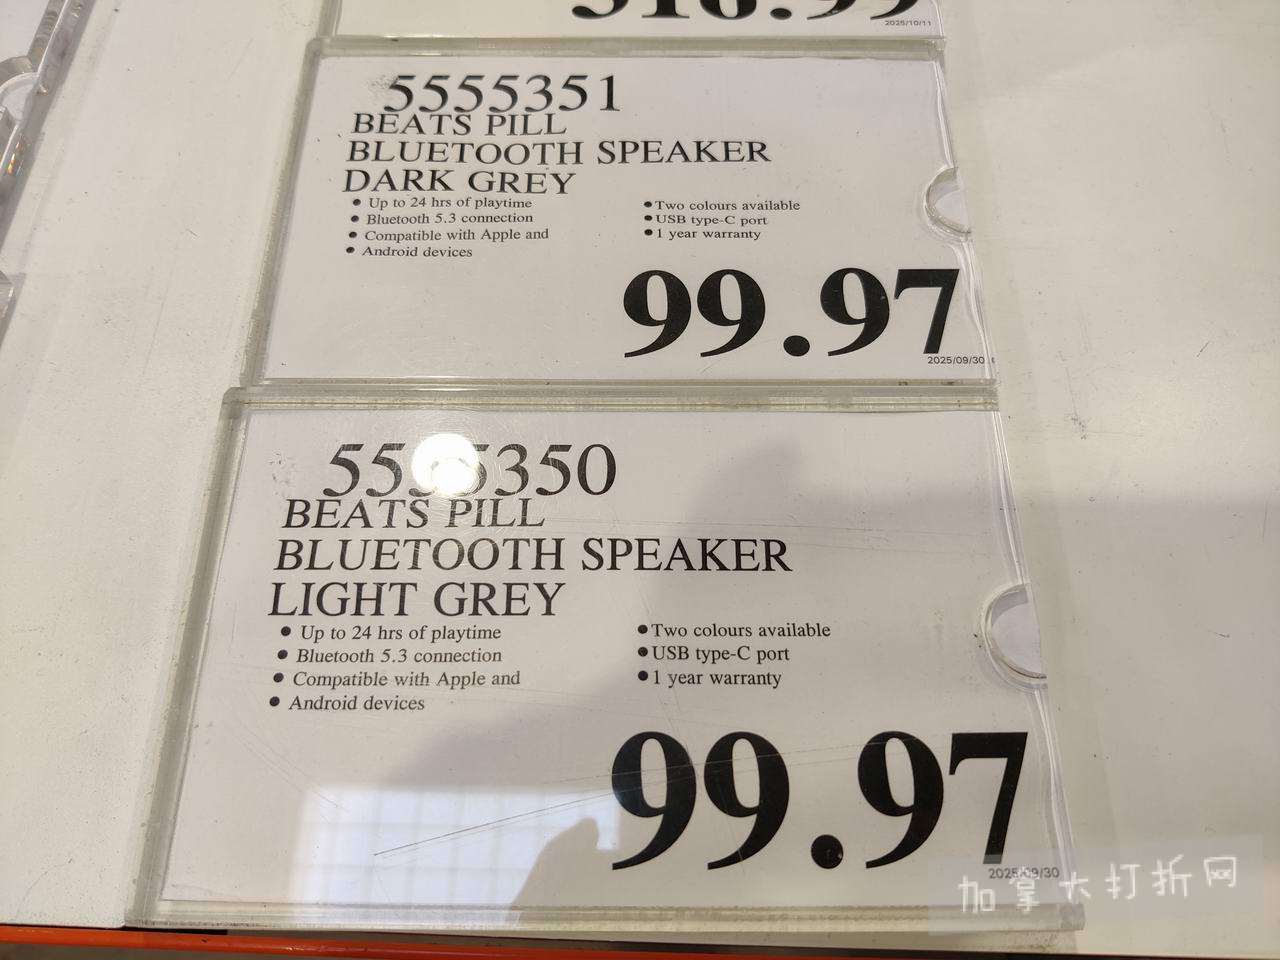 2025/10/11
5555351
BEATS PILL
BLUETOOTH SPEAKER
DARK GREY
• Up to 24 hrs of playtime
• Bluetooth 5.3 connection
• Compatible with Apple and
• Android devices
• Two colours available
• USB type-C port
• 1 year warranty
99.97
2025/09/30
BEATS PILL
BLUETOOTH SPEAKER
LIGHT GREY
• Up to 24 hrs of playtime
• Bluetooth 5.3 connection
• Compatible with Apple and
• Android devices
• Two colours available
• USB type-C port
• 1 year warranty
99.97
2025/09/30
加拿大打折网